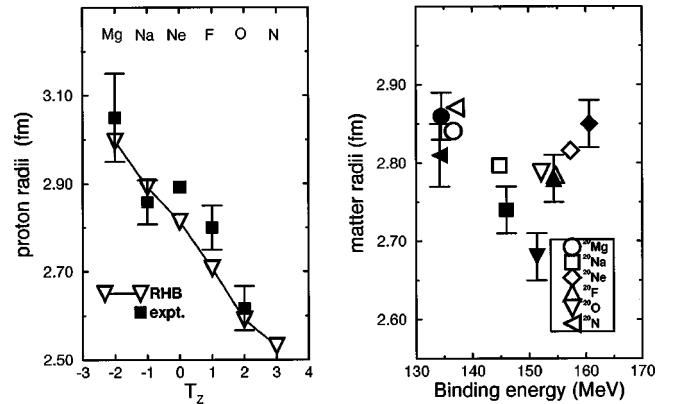 Mg Na Ne F O N
proton radii (fm)
3.10
2.90
2.70
2.50
RHB
expt.
-3 -2 -1 0 1 2 3 4
T_z
matter radii (fm)
2.90
2.80
2.70
2.60
²⁰Mg
²⁰Na
²⁰Ne
²⁰F
²⁰O
²⁰N
130 140 150 160 170
Binding energy (MeV)